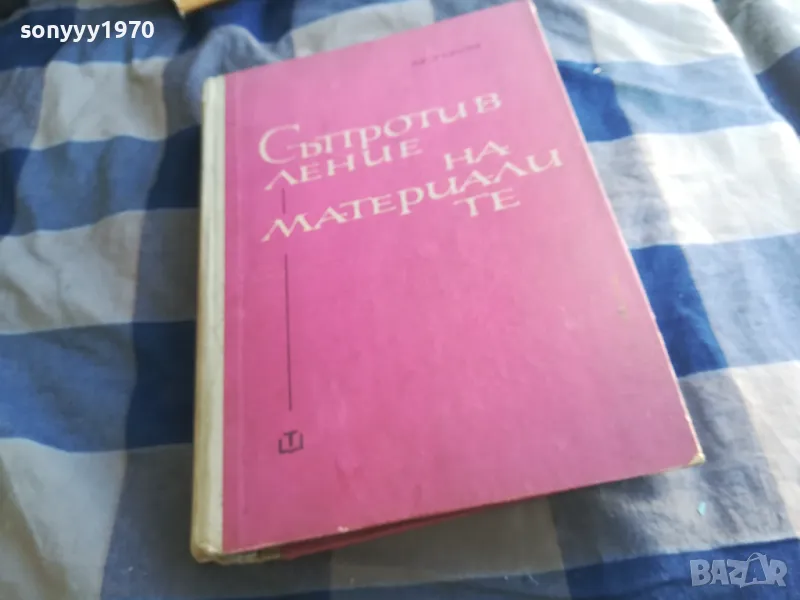 sonyyy1970
СЪПРОТИВ
ЛЕНИЕ НА
МАТЕРИАЛИ
ТЕ
Т
BAZAR